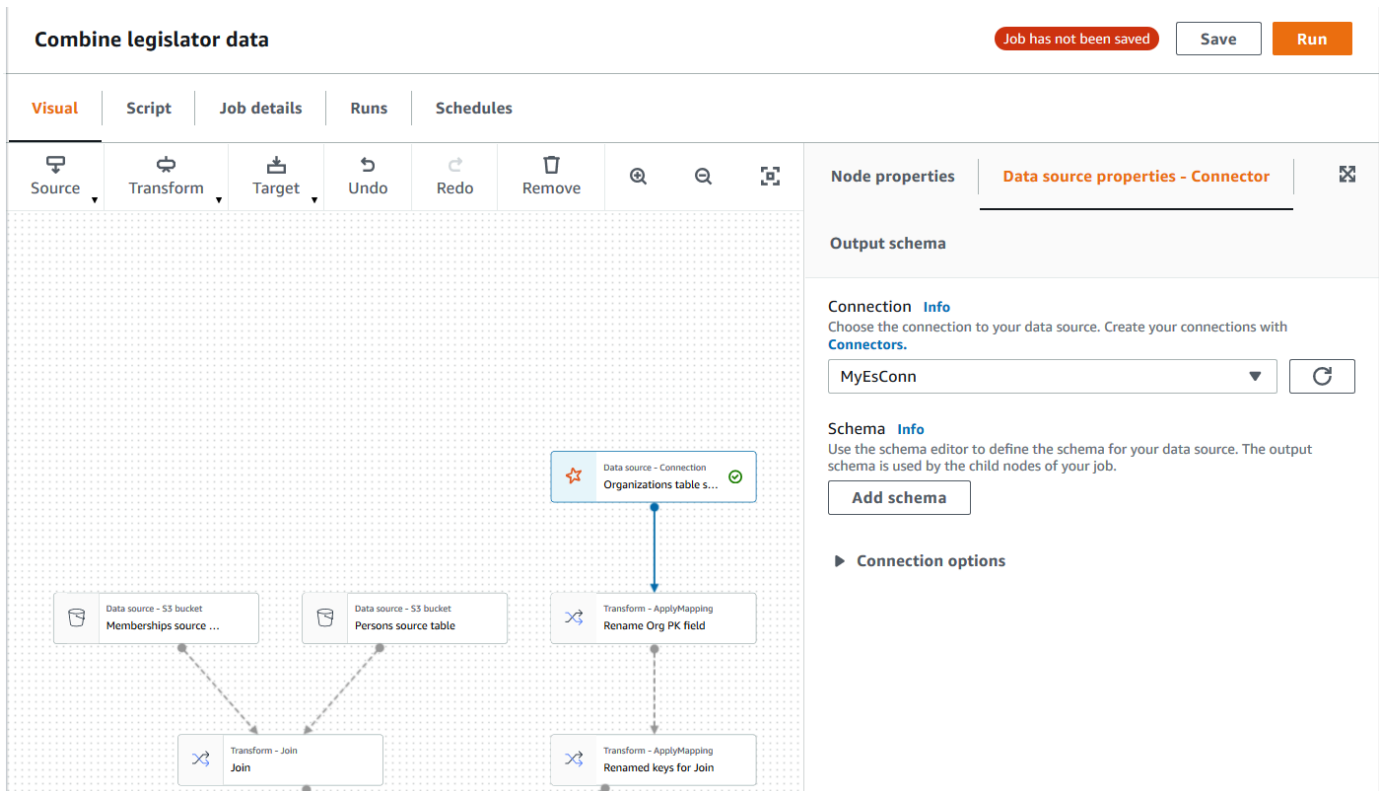 Combine legislator data
Job has not been saved
Save
Run
Visual
Script
Job details
Runs
Schedules
Source
Transform
Target
Undo
Redo
Remove
Node properties
Data source properties - Connector
Output schema
Connection Info
Choose the connection to your data source. Create your connections with
Connectors.
MyEsConn
Schema Info
Use the schema editor to define the schema for your data source. The output
schema is used by the child nodes of your job.
Add schema
Connection options
Data source - Connection
Organizations table s...
Data source - S3 bucket
Memberships source ...
Data source - S3 bucket
Persons source table
Transform - ApplyMapping
Rename Org PK field
Transform - Join
Join
Transform - ApplyMapping
Renamed keys for Join